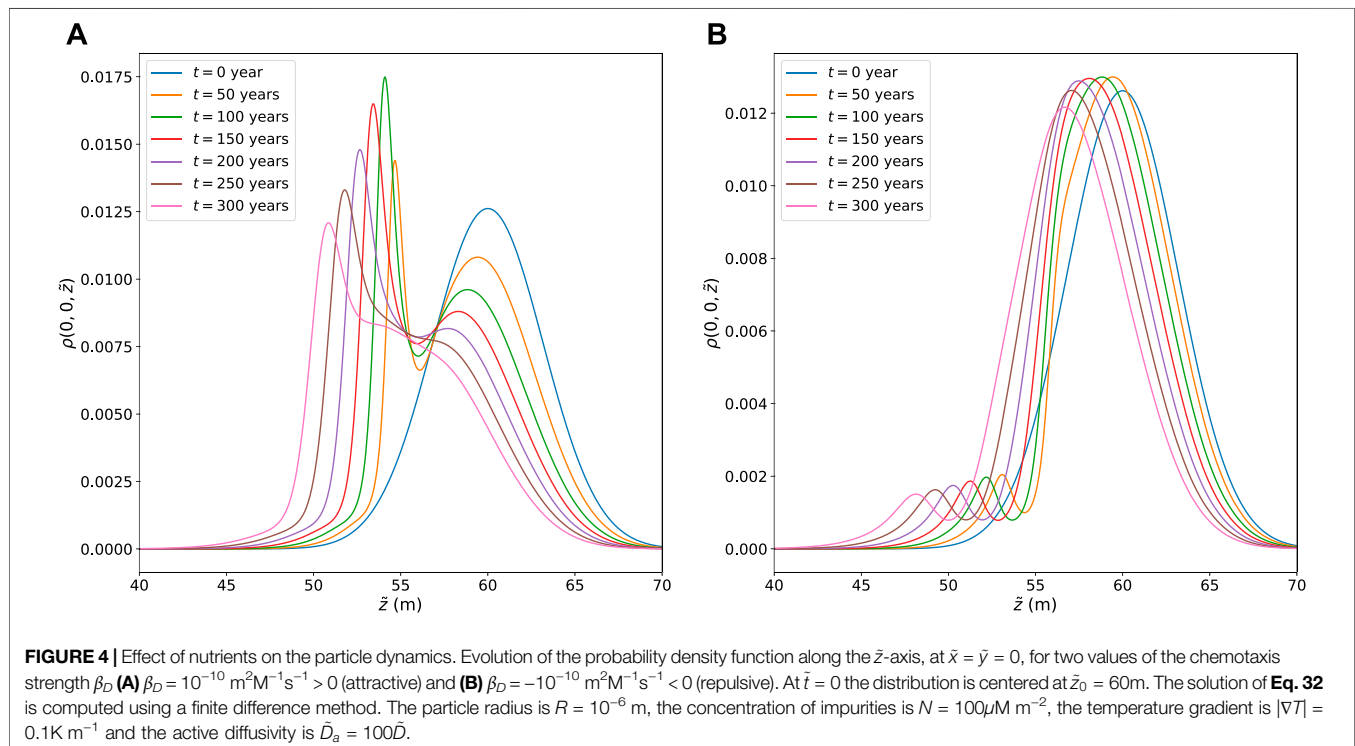 A
0.0175
0.0150
0.0125
0.0100
0.0075
0.0050
0.0025
0.0000
ρ(0, 0, z̃)
t = 0 year
t = 50 years
t = 100 years
t = 150 years
t = 200 years
t = 250 years
t = 300 years
40 45 50 55 60 65 70
z̃ (m)
B
0.012
0.010
0.008
0.006
0.004
0.002
0.000
ρ(0, 0, z̃)
t = 0 year
t = 50 years
t = 100 years
t = 150 years
t = 200 years
t = 250 years
t = 300 years
40 45 50 55 60 65 70
z̃ (m)
FIGURE 4 | Effect of nutrients on the particle dynamics. Evolution of the probability density function along the z̃-axis, at x̃ = ỹ = 0, for two values of the chemotaxis
strength β_D (A) β_D = 10⁻¹⁰ m²M⁻¹s⁻¹ > 0 (attractive) and (B) β_D = −10⁻¹⁰ m²M⁻¹s⁻¹ < 0 (repulsive). At t̃ = 0 the distribution is centered at z̃₀ = 60m. The solution of Eq. 32
is computed using a finite difference method. The particle radius is R = 10⁻⁶ m, the concentration of impurities is N = 100μM m⁻², the temperature gradient is |∇T| =
0.1K m⁻¹ and the active diffusivity is D̃ₐ = 100D̃.